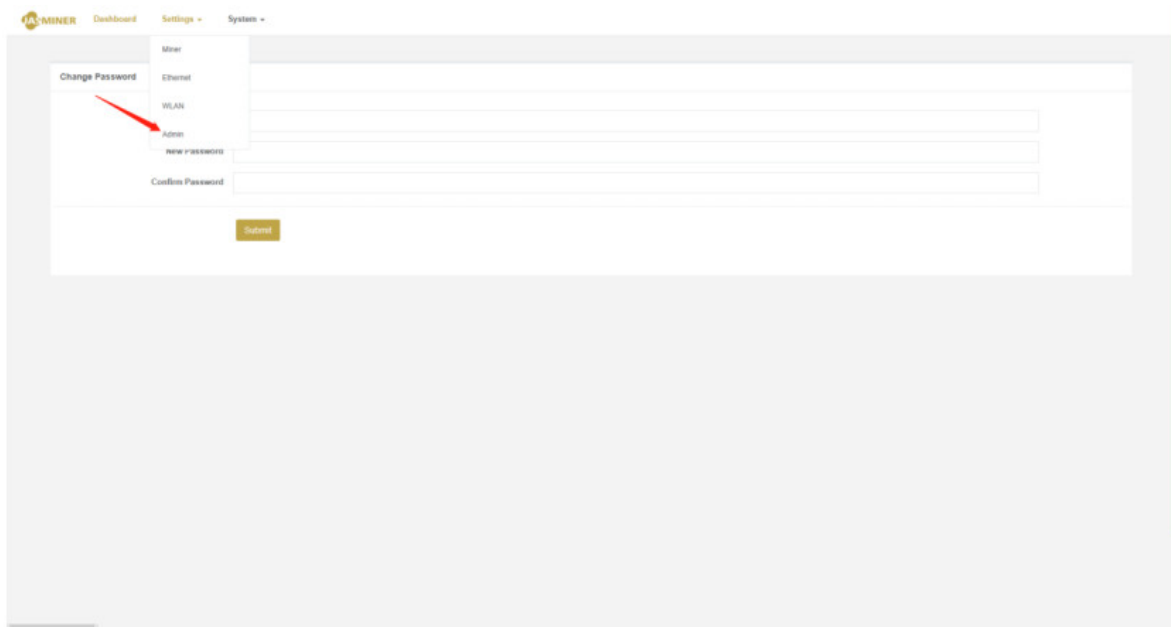 JASMINER Dashboard Settings System
Miner
Change Password
Ethernet
WLAN
Admin
New Password
Confirm Password
Submit